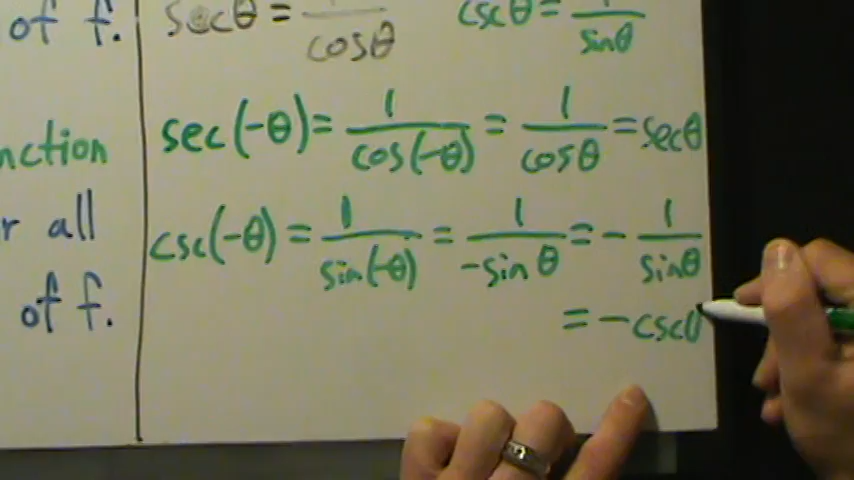 of f.
nction
r all
of f.
secθ = 1/cosθ
cscθ = 1/sinθ
sec(-θ) = 1/cos(-θ) = 1/cosθ = secθ
csc(-θ) = 1/sin(-θ) = 1/-sinθ = - 1/sinθ
= -cscθ